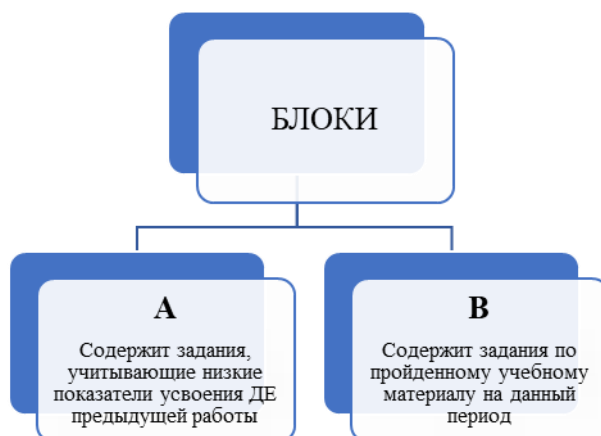 БЛОКИ
А
Содержит задания,
учитывающие низкие
показатели усвоения ДЕ
предыдущей работы
В
Содержит задания по
пройденному учебному
материалу на данный
период